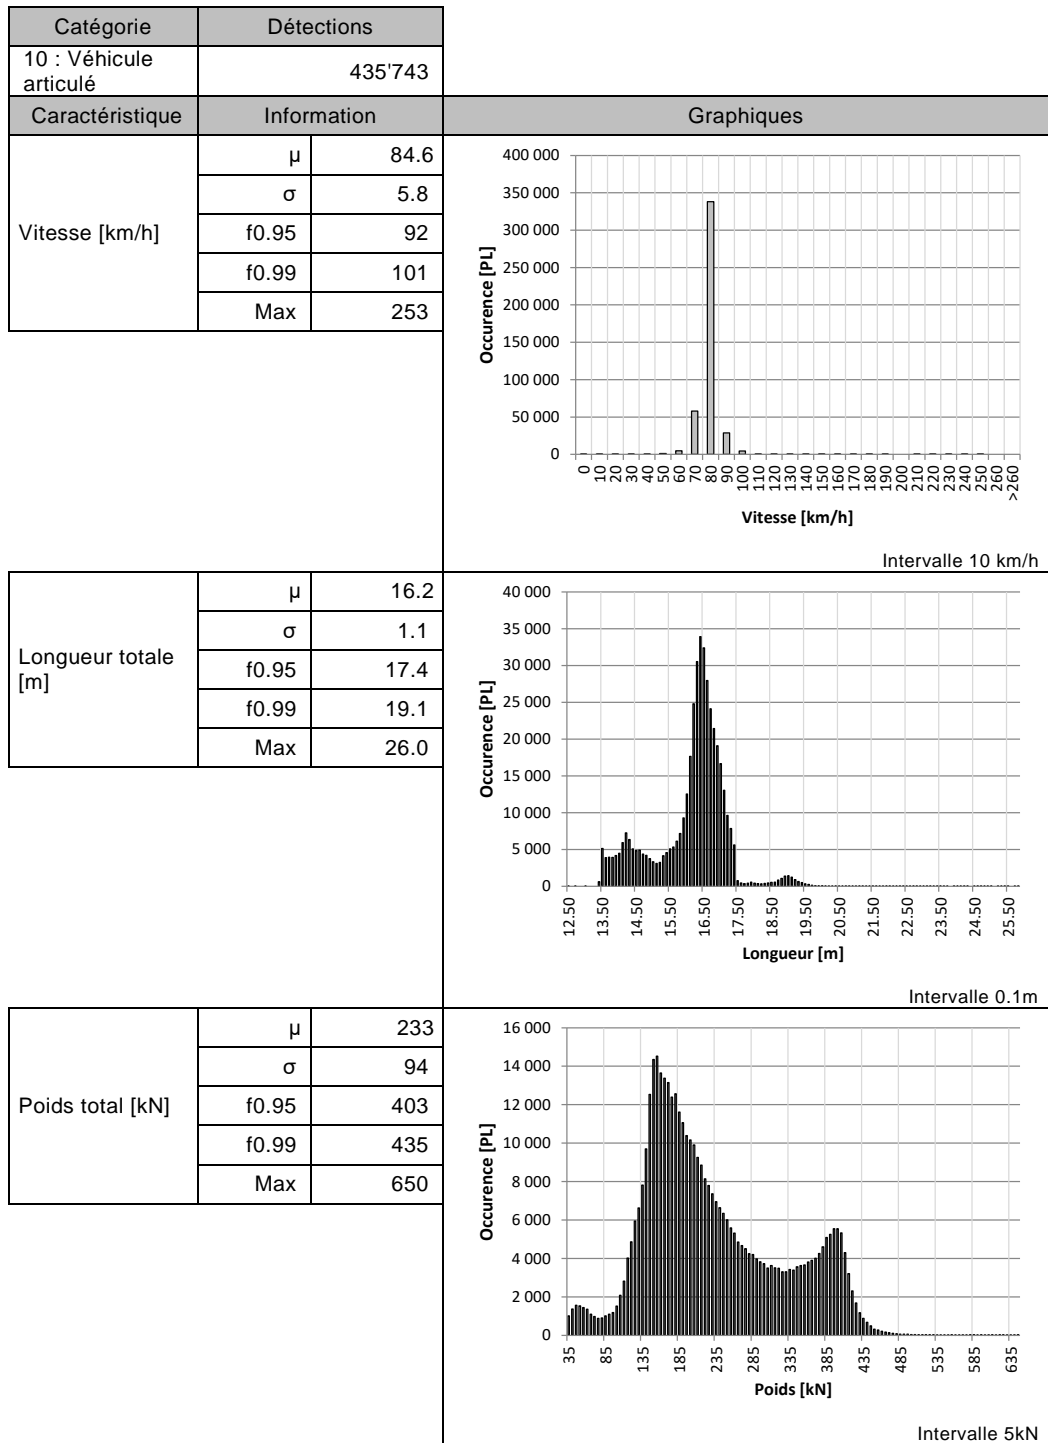 Catégorie Détections
10 : Véhicule
articulé
435'743
Caractéristique Information Graphiques
Vitesse [km/h]
µ 84.6
σ 5.8
f0.95 92
f0.99 101
Max 253
400 000
350 000
300 000
250 000
200 000
150 000
100 000
50 000
0
Occurence [PL]
0 10 20 30 40 50 60 70 80 90 100 110 120 130 140 150 160 170 180 190 200 210 220 230 240 250 260 >260
Vitesse [km/h]
Intervalle 10 km/h
Longueur totale
[m]
µ 16.2
σ 1.1
f0.95 17.4
f0.99 19.1
Max 26.0
40 000
35 000
30 000
25 000
20 000
15 000
10 000
5 000
0
Occurence [PL]
12.50 13.50 14.50 15.50 16.50 17.50 18.50 19.50 20.50 21.50 22.50 23.50 24.50 25.50
Longueur [m]
Intervalle 0.1m
Poids total [kN]
µ 233
σ 94
f0.95 403
f0.99 435
Max 650
16 000
14 000
12 000
10 000
8 000
6 000
4 000
2 000
0
Occurence [PL]
35 85 135 185 235 285 335 385 435 485 535 585 635
Poids [kN]
Intervalle 5kN